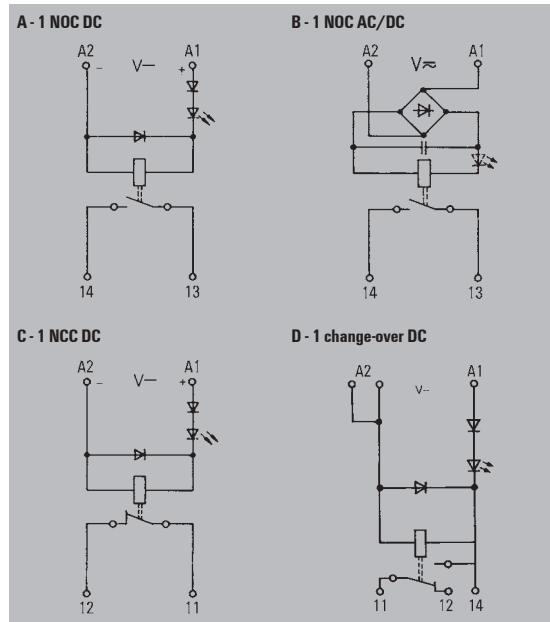 A - 1 NOC DC
A2 - V⎓ + A1
14 13
B - 1 NOC AC/DC
A2 V≂ A1
14 13
C - 1 NCC DC
A2 - V⎓ + A1
12 11
D - 1 change-over DC
A2 V-- A1
11 12 14